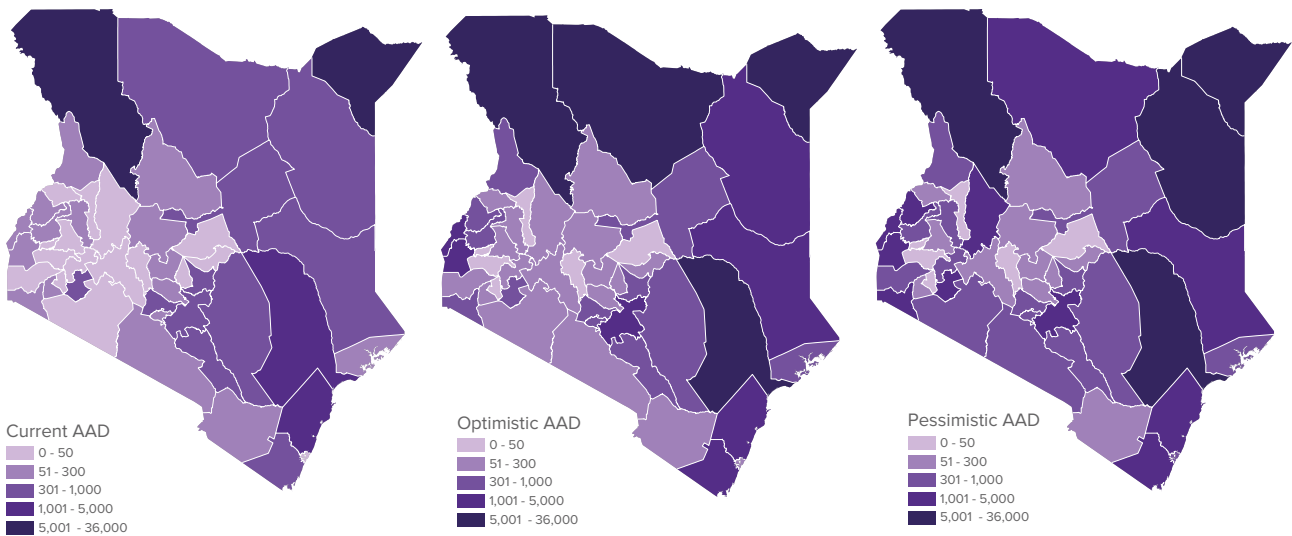 Current AAD
0 - 50
51 - 300
301 - 1,000
1,001 - 5,000
5,001 - 36,000
Optimistic AAD
0 - 50
51 - 300
301 - 1,000
1,001 - 5,000
5,001 - 36,000
Pessimistic AAD
0 - 50
51 - 300
301 - 1,000
1,001 - 5,000
5,001 - 36,000